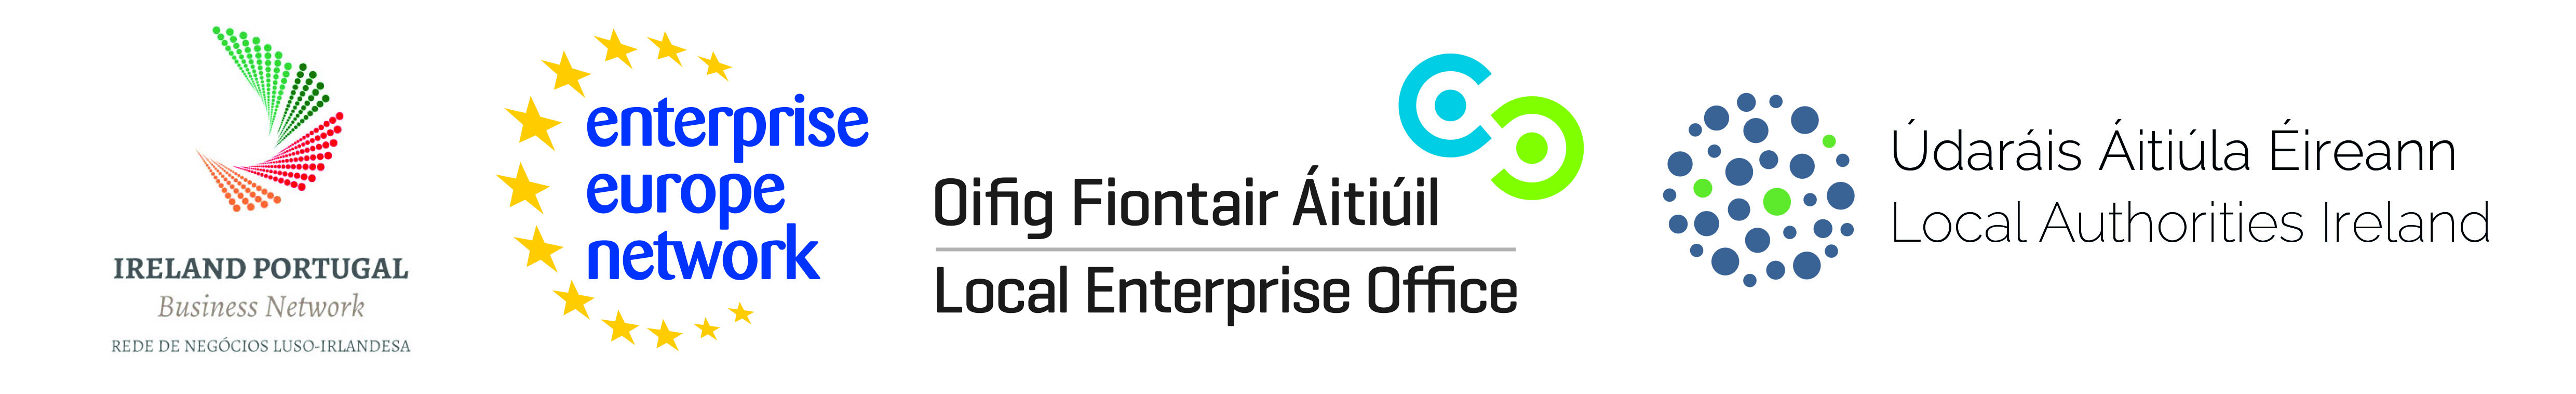 IRELAND PORTUGAL
Business Network
REDE DE NEGÓCIOS LUSO-IRLANDESA
enterprise
europe
network
Oifig Fiontair Áitiúil
Local Enterprise Office
Údaráis Áitiúla Éireann
Local Authorities Ireland